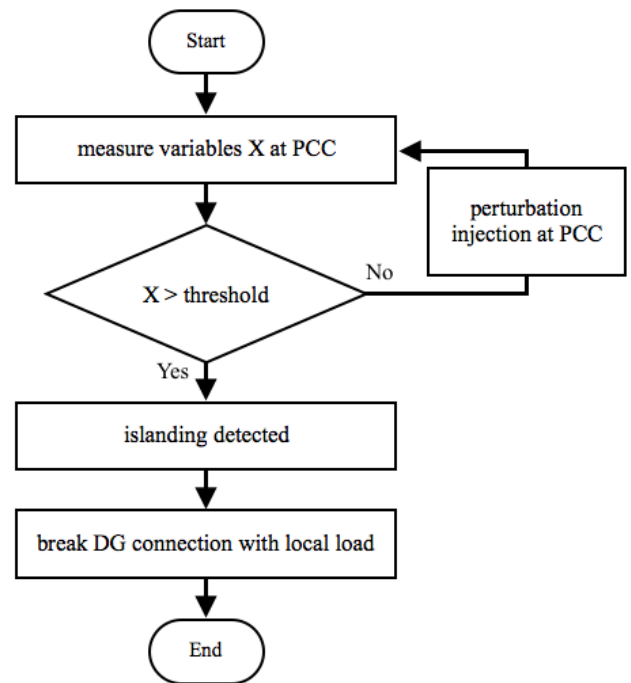 Start
measure variables X at PCC
perturbation
injection at PCC
X > threshold
No
Yes
islanding detected
break DG connection with local load
End